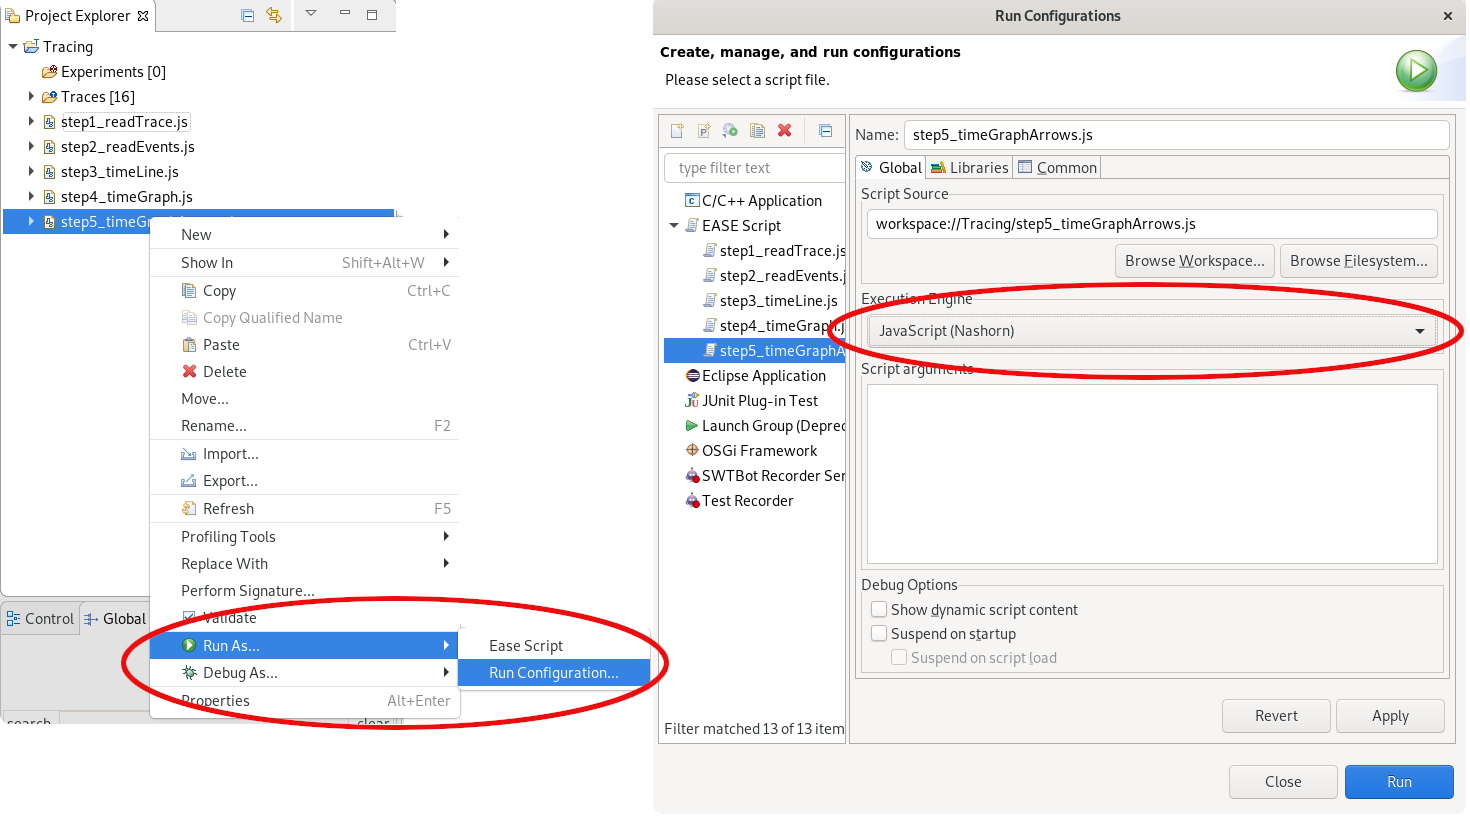 Project Explorer
Tracing
Experiments [0]
Traces [16]
step1_readTrace.js
step2_readEvents.js
step3_timeLine.js
step4_timeGraph.js
step5_timeG
New
Show In Shift+Alt+W
Copy Ctrl+C
Copy Qualified Name
Paste Ctrl+V
Delete
Move...
Rename... F2
Import...
Export...
Refresh F5
Profiling Tools
Replace With
Perform Signature...
Validate
Run As...
Debug As...
Properties Alt+Enter
Ease Script
Run Configuration...
Control
Global
search
clear
Run Configurations
Create, manage, and run configurations
Please select a script file.
type filter text
C/C++ Application
EASE Script
step1_readTrace.js
step2_readEvents.j
step3_timeLine.js
step4_timeGraph.j
step5_timeGraphA
Eclipse Application
JUnit Plug-in Test
Launch Group (Deprec
OSGi Framework
SWTBot Recorder Ser
Test Recorder
Filter matched 13 of 13 item
Name: step5_timeGraphArrows.js
Global Libraries Common
Script Source
workspace://Tracing/step5_timeGraphArrows.js
Browse Workspace... Browse Filesystem...
Execution Engine
JavaScript (Nashorn)
Script arguments
Debug Options
Show dynamic script content
Suspend on startup
Suspend on script load
Revert Apply
Close Run